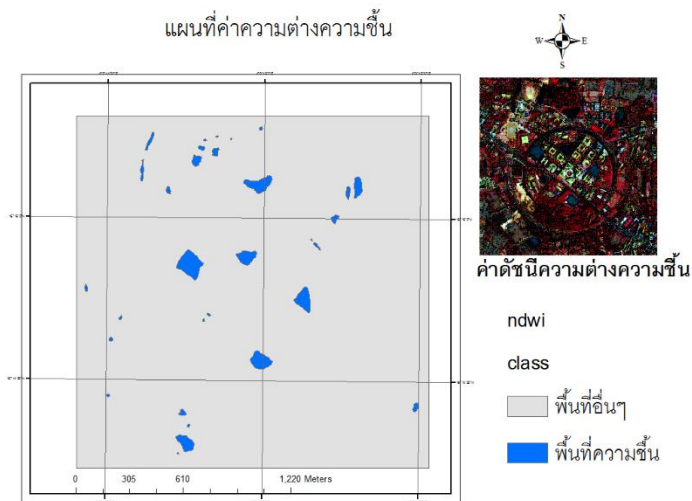 แผนที่ค่าความต่างความชื้น
N
W E
S
ค่าดัชนีความต่างความชื้น
ndwi
class
พื้นที่อื่นๆ
พื้นที่ความชื้น
0 305 610 1,220 Meters